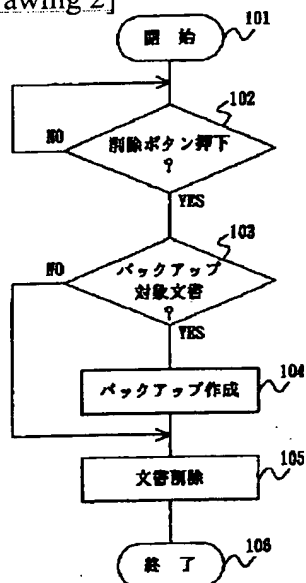 awing 2]
開 始
101
102
NO
削除ボタン押下
?
YES
103
NO
バックアップ
対象文書
?
YES
104
バックアップ作成
105
文書削除
106
終 了